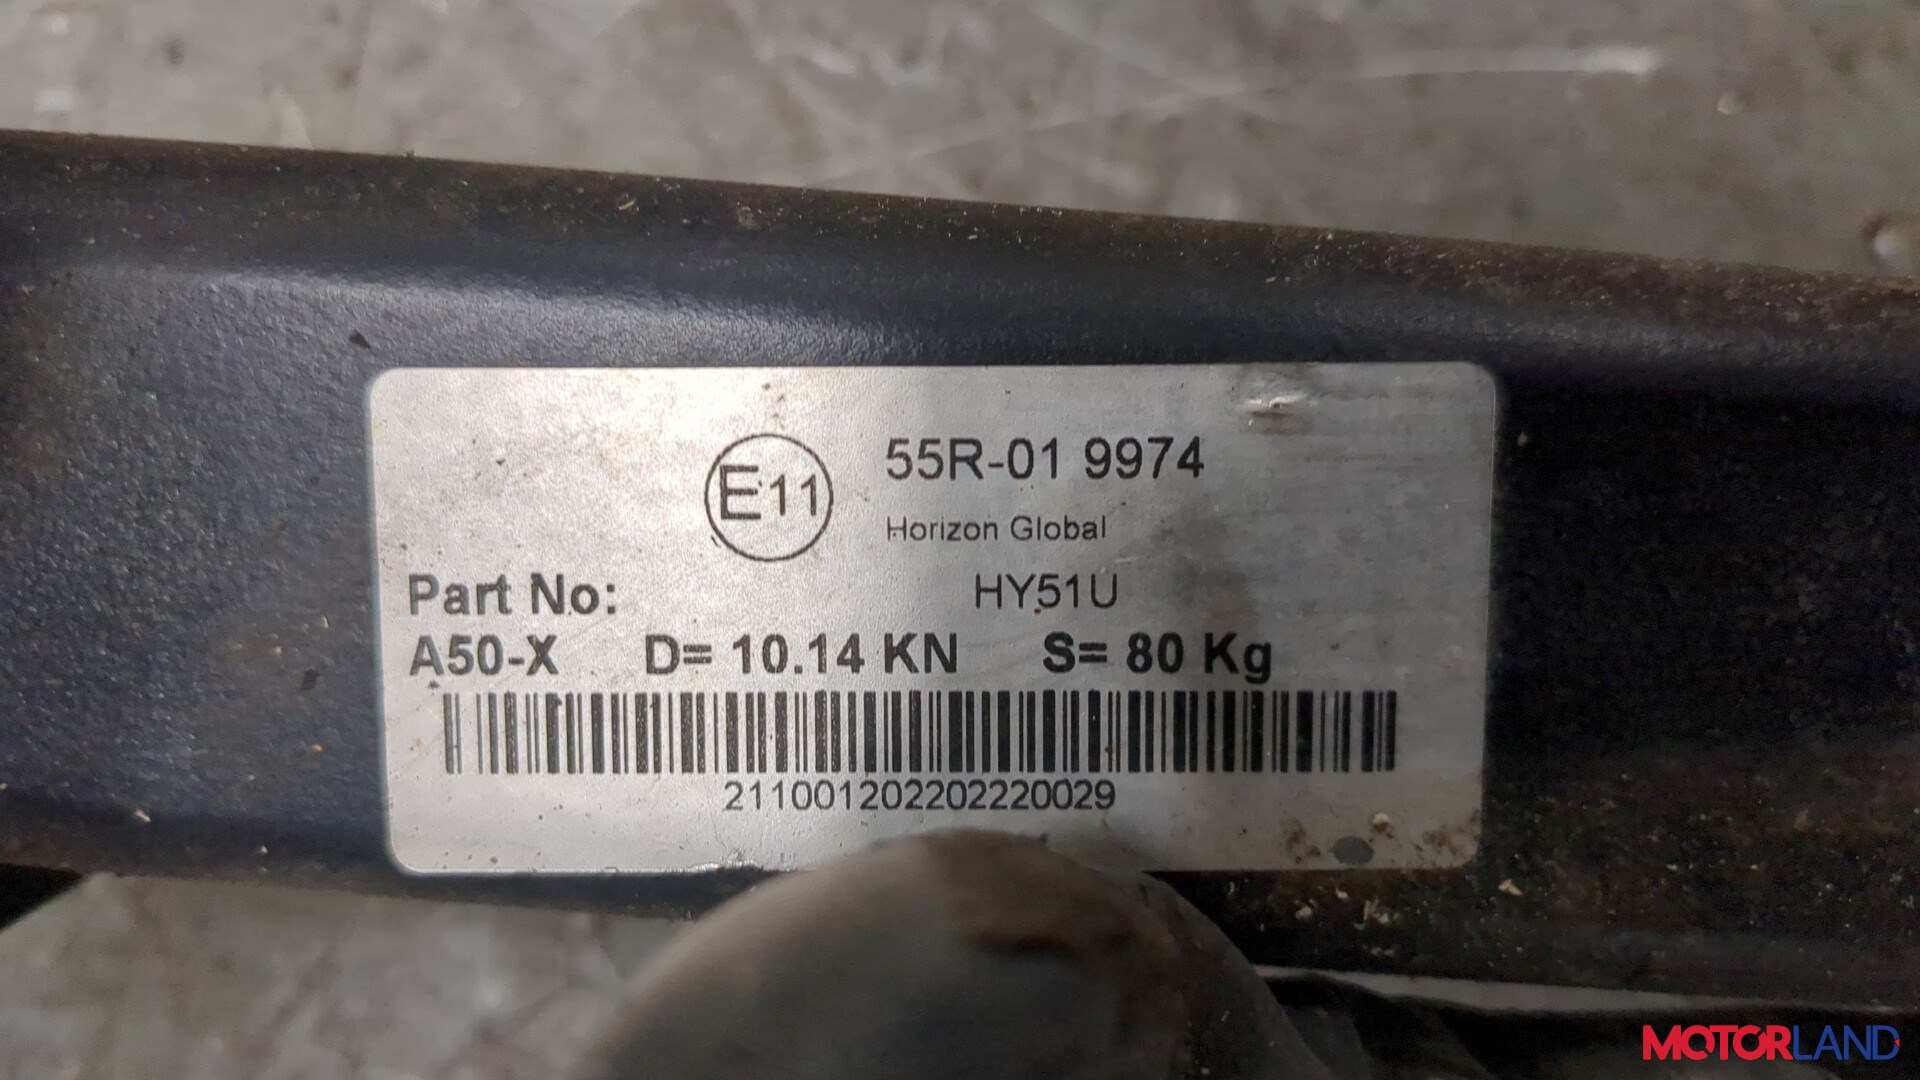 E11
55R-01 9974
Horizon Global
Part No: HY51U
A50-X D= 10.14 KN S= 80 Kg
211001202202220029
MOTORLAND